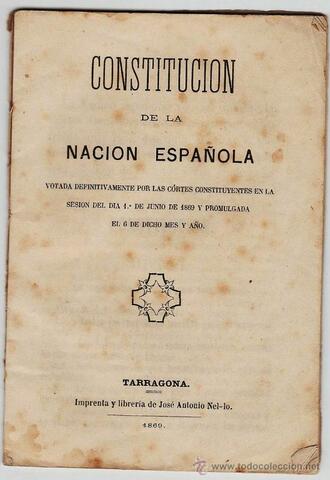 CONSTITUCION
DE LA
NACION ESPAÑOLA
VOTADA DEFINITIVAMENTE POR LAS CÓRTES CONSTITUYENTES EN LA
SESION DEL DIA 1.º DE JUNIO DE 1869 Y PROMULGADA
EL 6 DE DICHO MES Y AÑO.
TARRAGONA.
Imprenta y librería de José Antonio Nel-lo.
1869.
www.todocoleccion.net